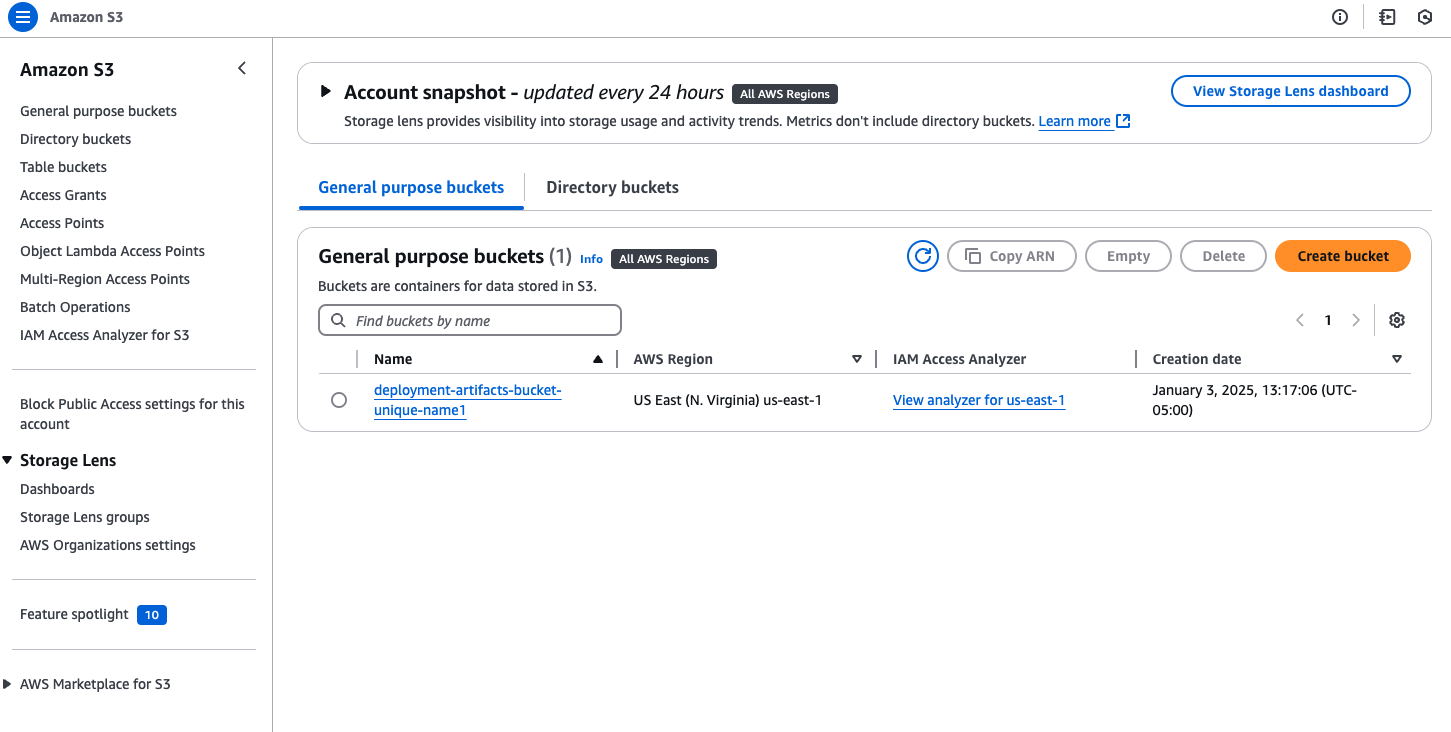 Amazon S3
Amazon S3
General purpose buckets
Directory buckets
Table buckets
Access Grants
Access Points
Object Lambda Access Points
Multi-Region Access Points
Batch Operations
IAM Access Analyzer for S3
Block Public Access settings for this
account
Storage Lens
Dashboards
Storage Lens groups
AWS Organizations settings
Feature spotlight 10
AWS Marketplace for S3
Account snapshot - updated every 24 hours All AWS Regions
View Storage Lens dashboard
Storage lens provides visibility into storage usage and activity trends. Metrics don't include directory buckets. Learn more
General purpose buckets Directory buckets
General purpose buckets (1) Info All AWS Regions
Copy ARN Empty Delete Create bucket
Buckets are containers for data stored in S3.
Find buckets by name
1
Name AWS Region IAM Access Analyzer Creation date
deployment-artifacts-bucket-
unique-name1
US East (N. Virginia) us-east-1
View analyzer for us-east-1
January 3, 2025, 13:17:06 (UTC-
05:00)